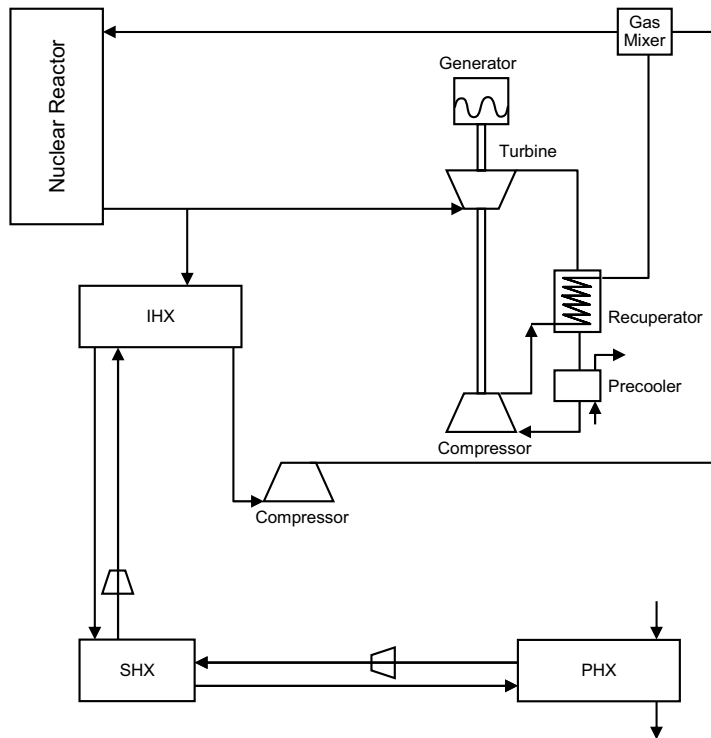 Gas
Mixer
Nuclear Reactor
Generator
Turbine
IHX
Recuperator
Precooler
Compressor
Compressor
SHX
PHX